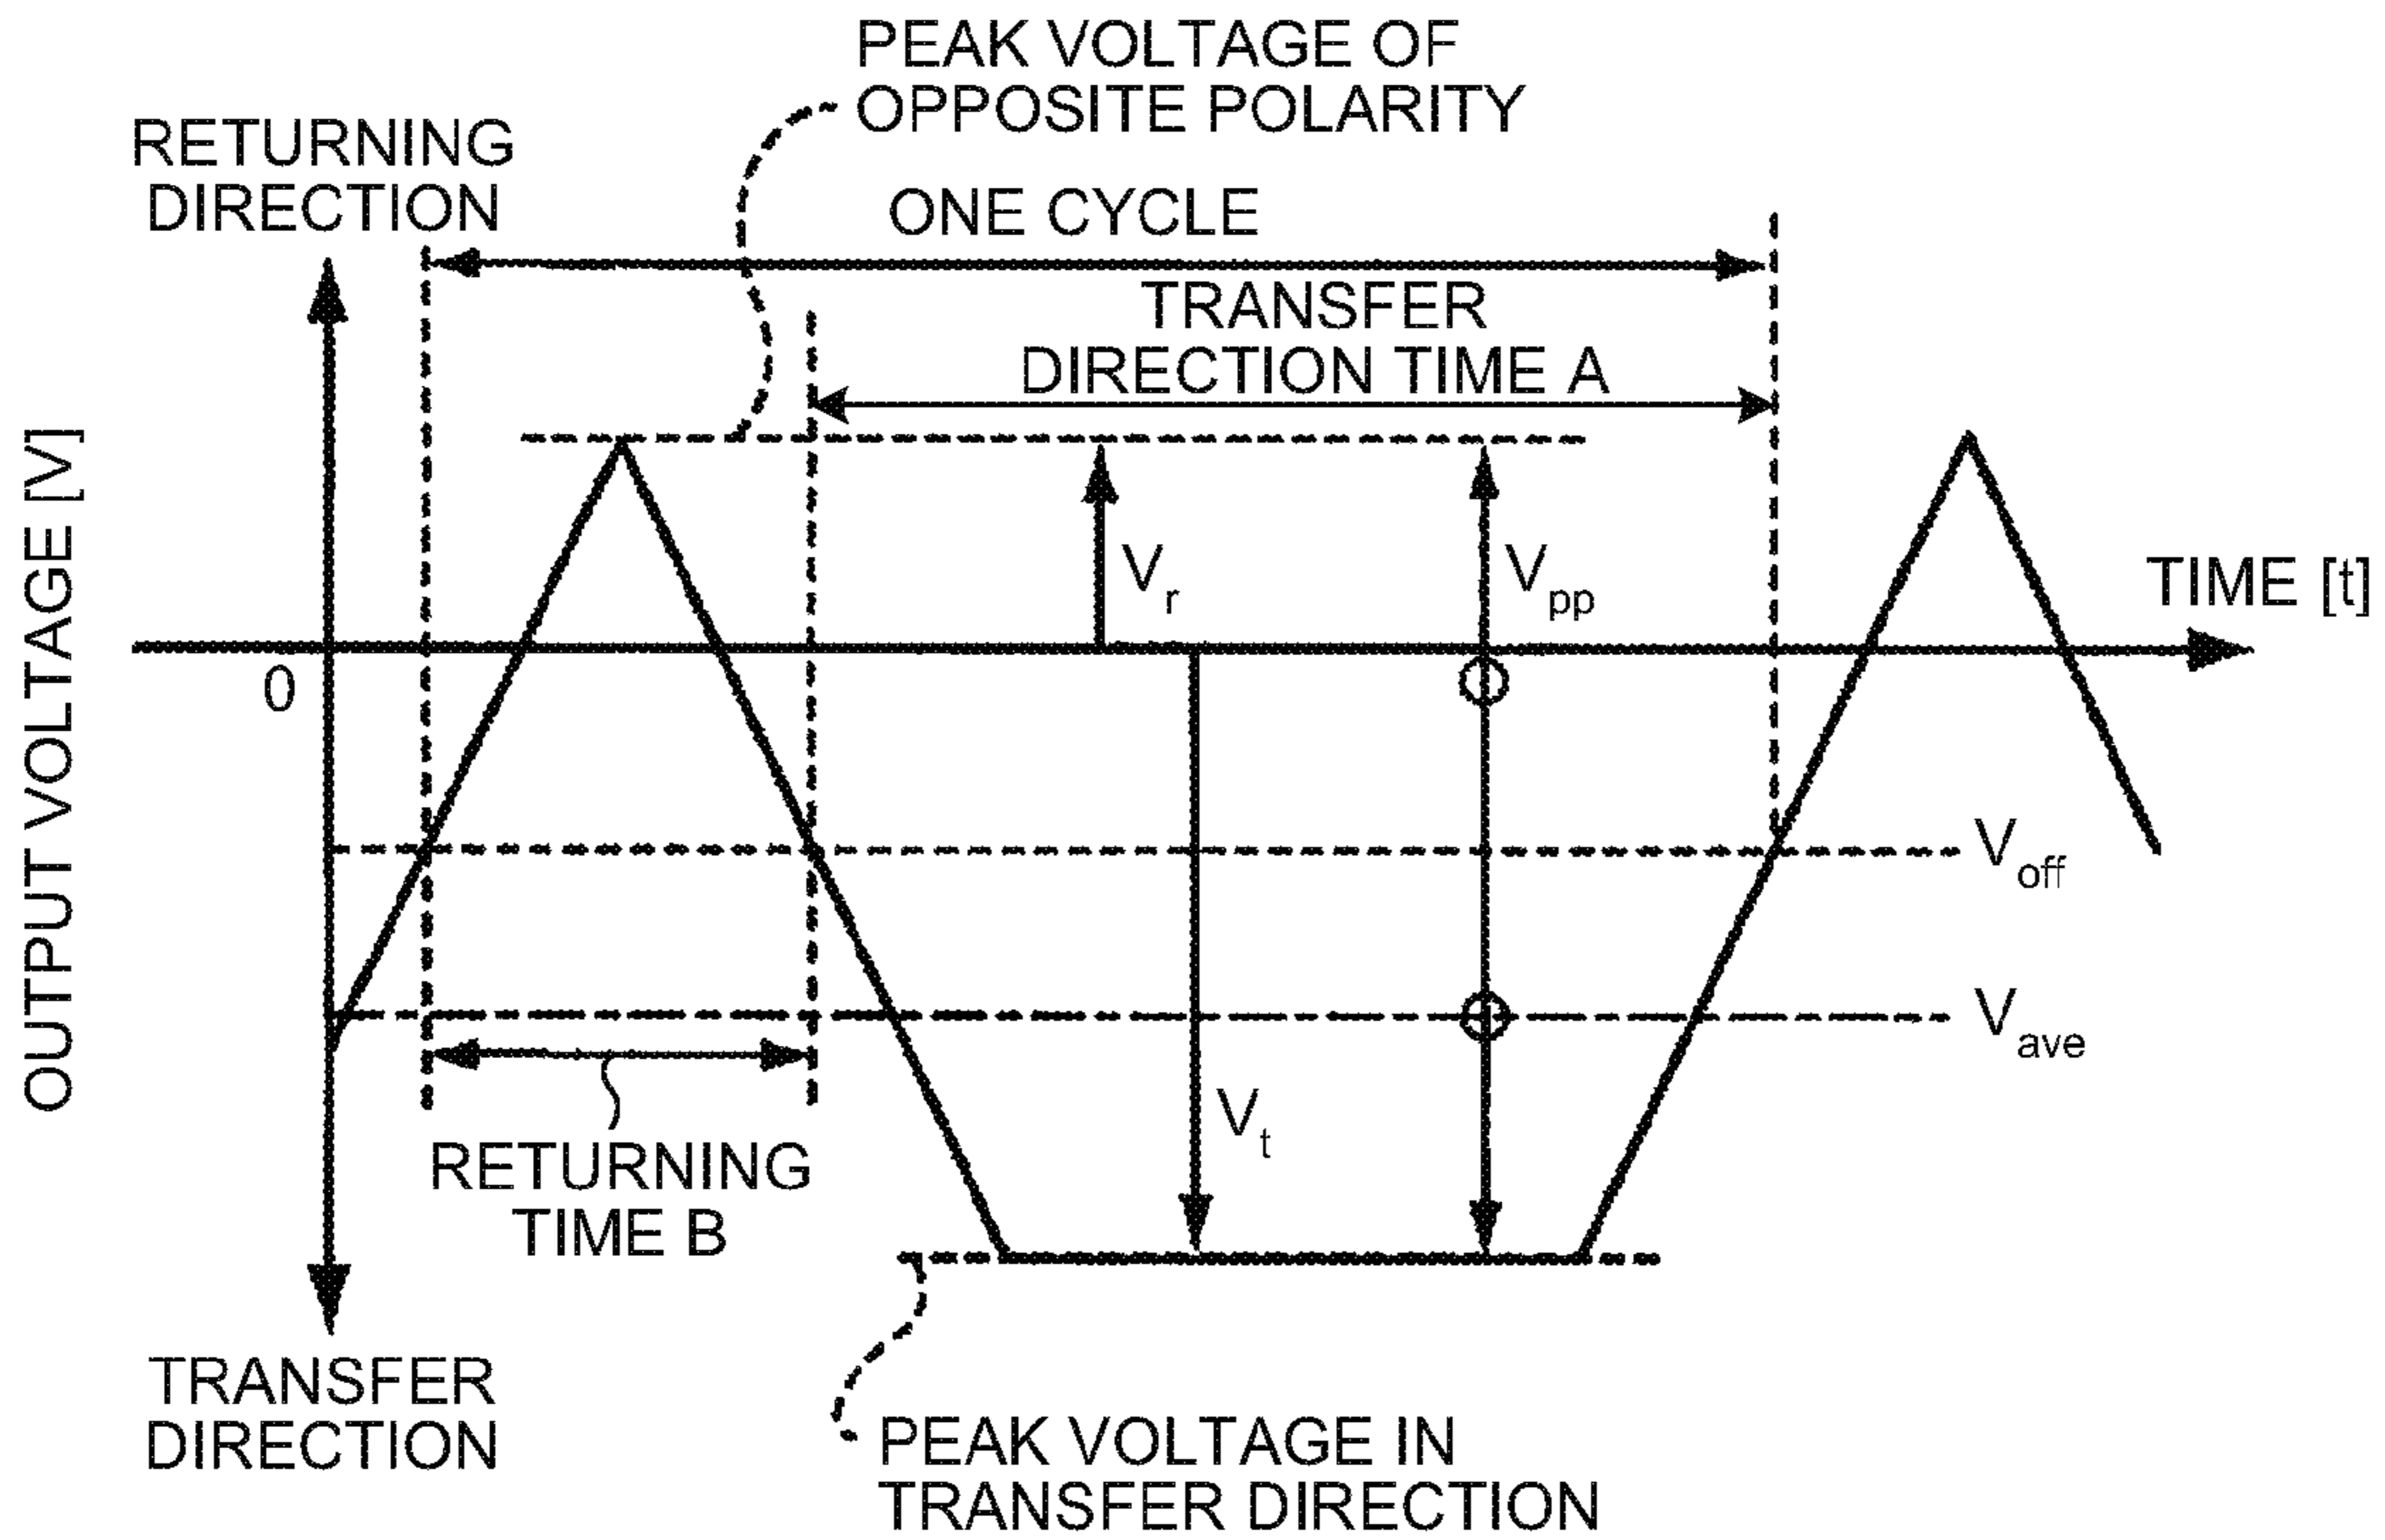 PEAK VOLTAGE OF
OPPOSITE POLARITY
RETURNING
DIRECTION
ONE CYCLE
TRANSFER
DIRECTION TIME A
OUTPUT VOLTAGE [V]
Vr
Vpp
TIME [t]
0
Voff
Vave
Vt
RETURNING
TIME B
TRANSFER
DIRECTION
PEAK VOLTAGE IN
TRANSFER DIRECTION